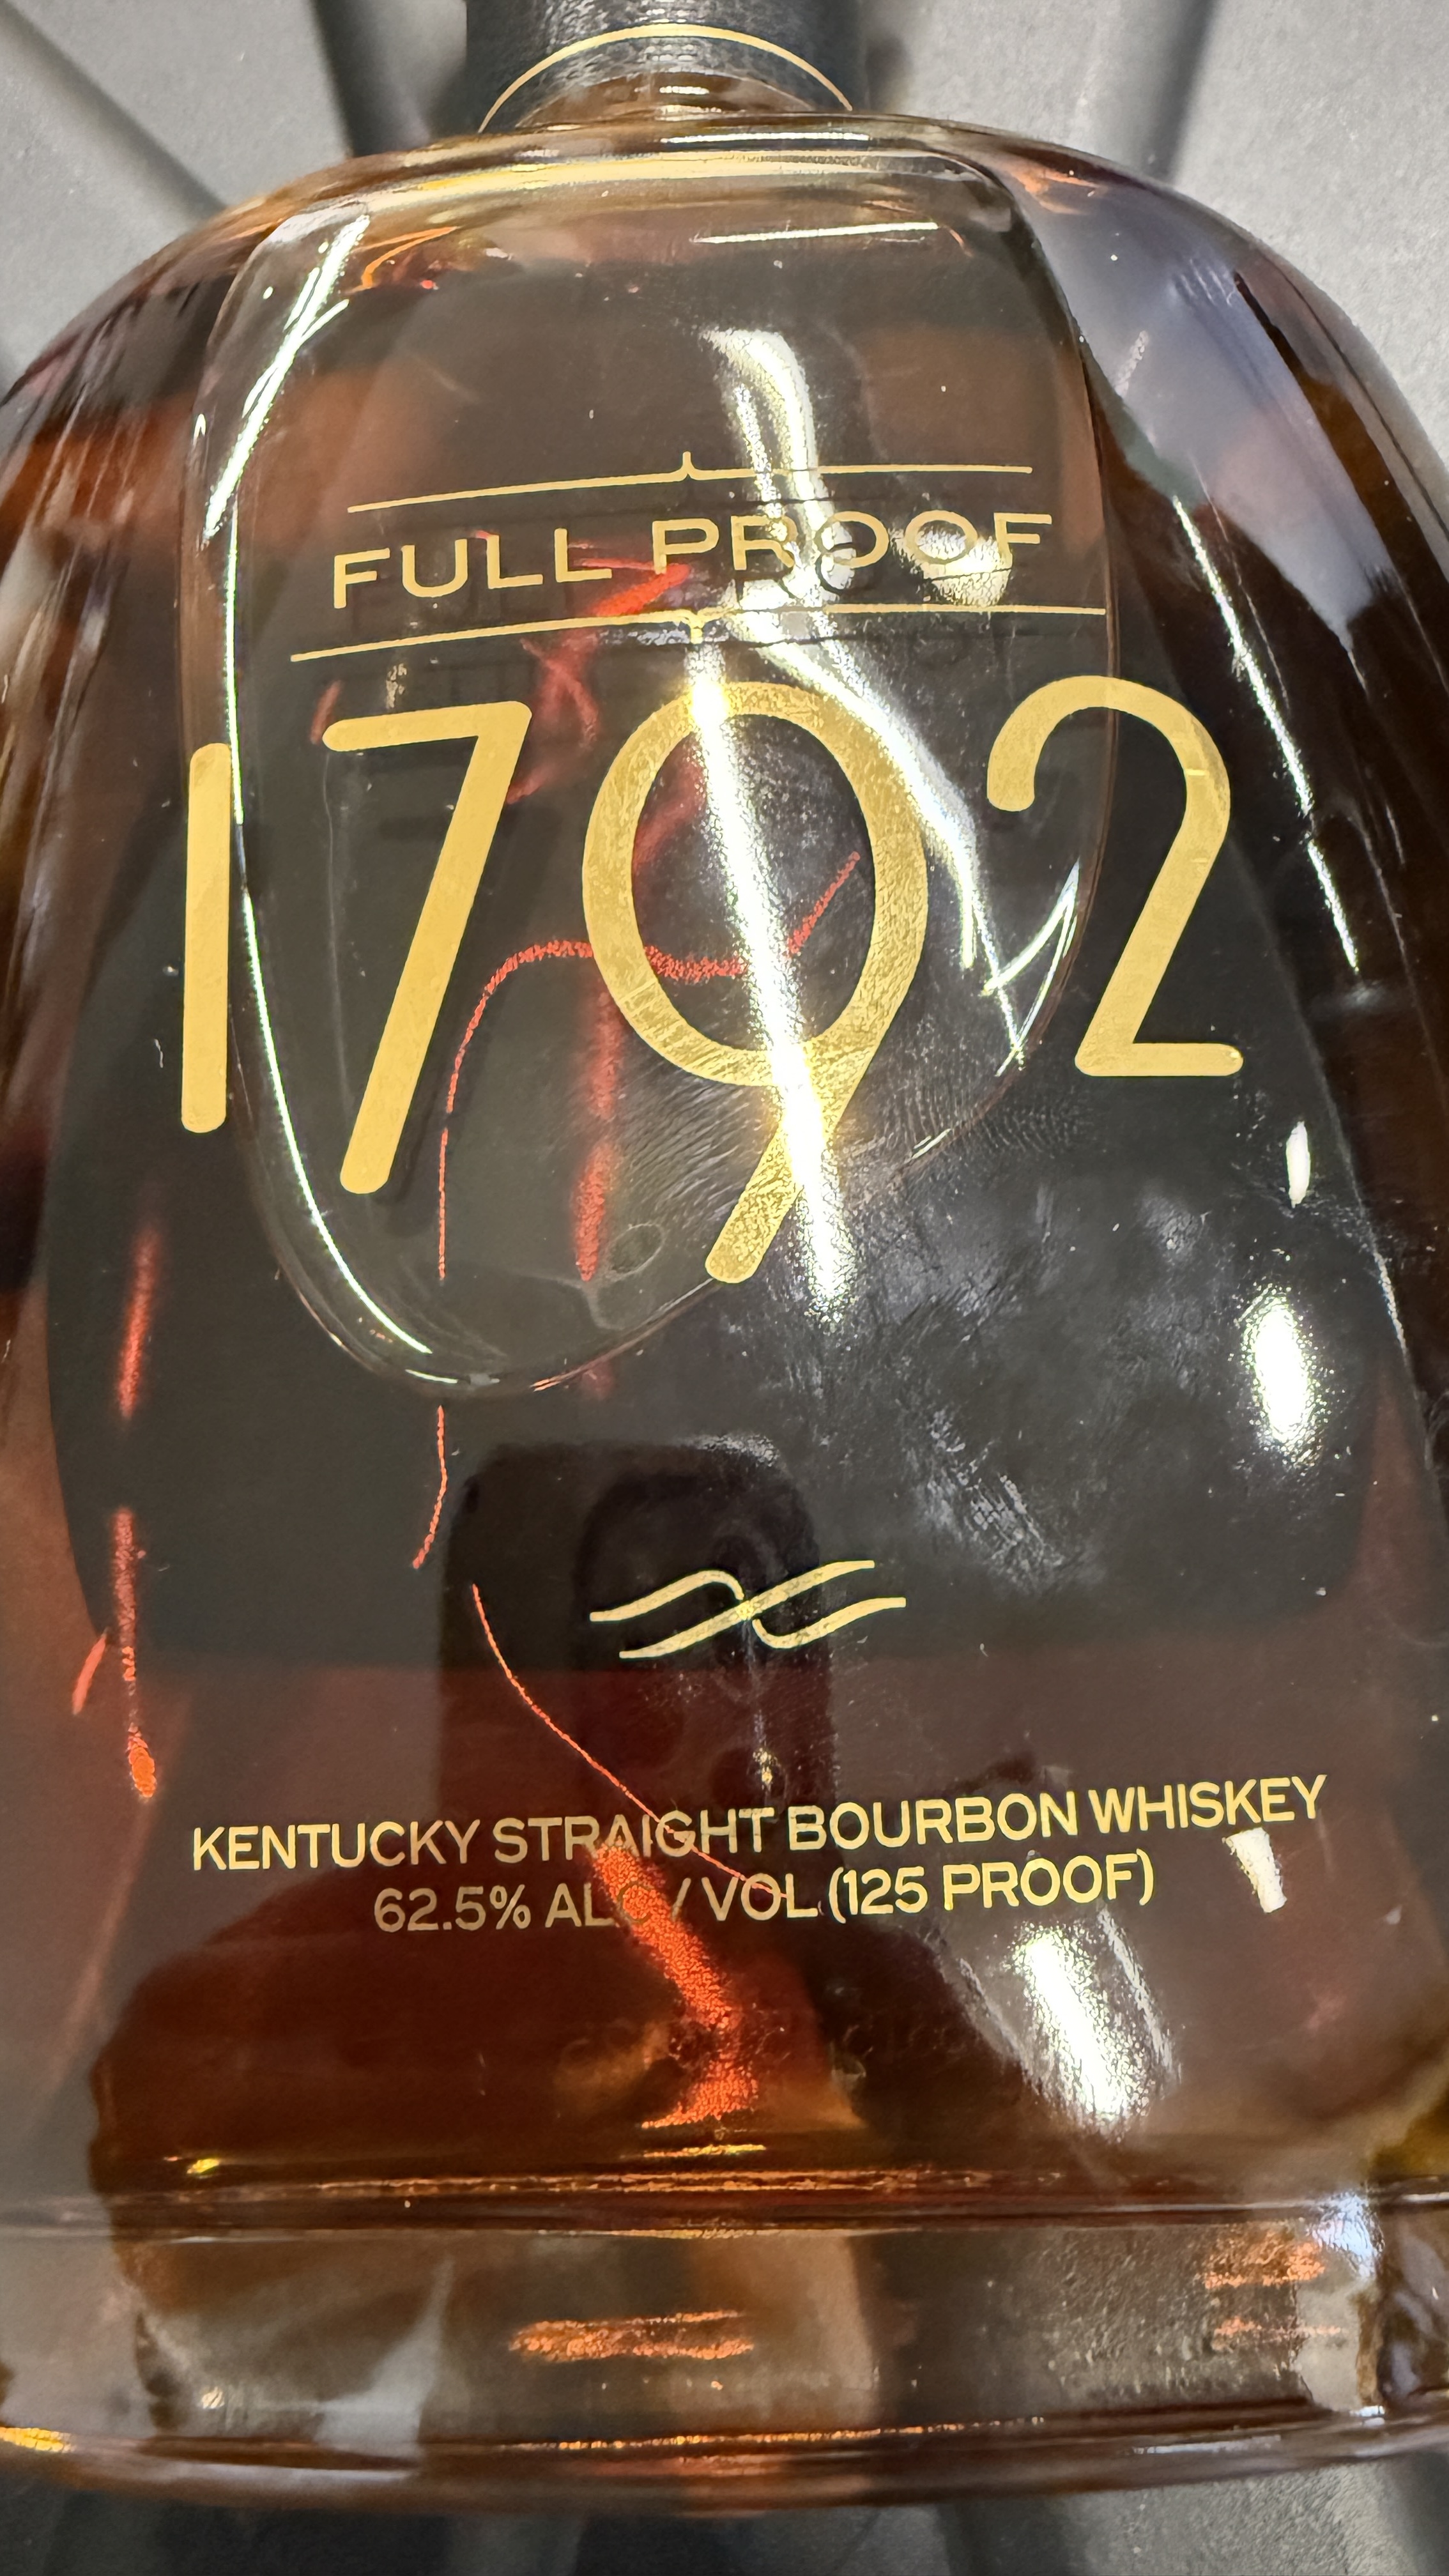 FULL PROOF
1792
KENTUCKY STRAIGHT BOURBON WHISKEY
62.5% ALC / VOL (125 PROOF)